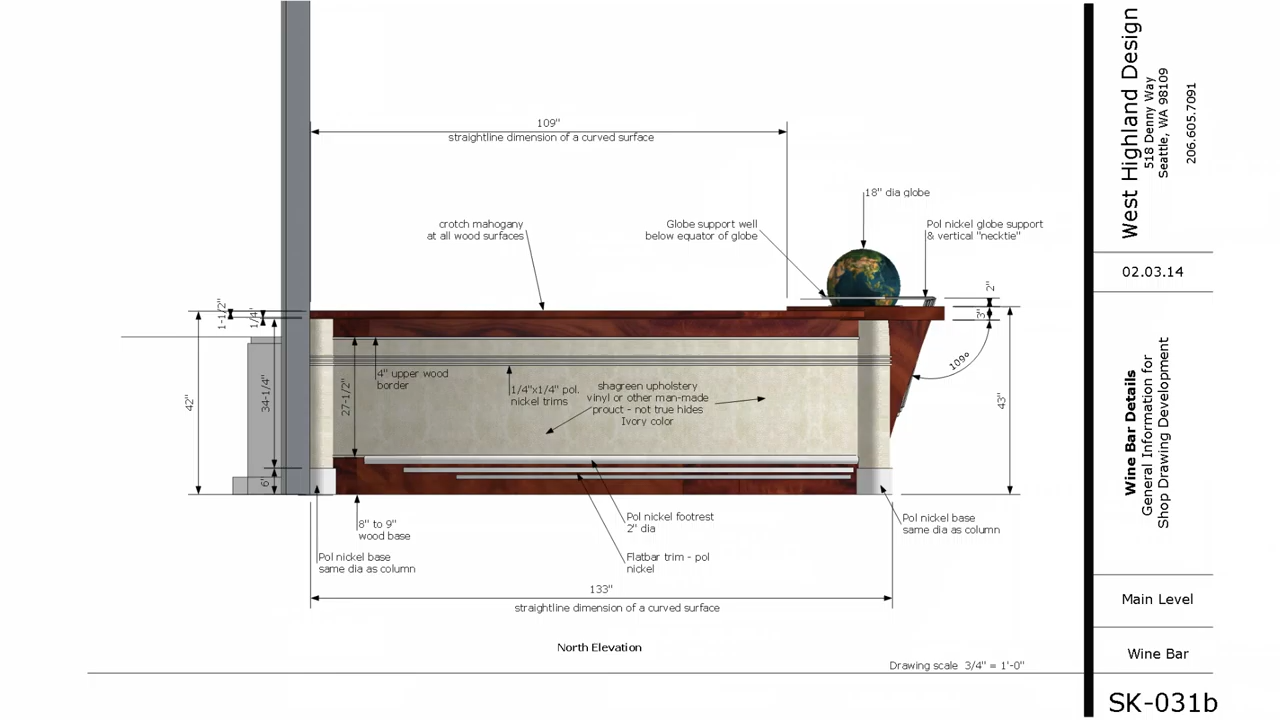 109"
straightline dimension of a curved surface
18" dia globe
crotch mahogany
at all wood surfaces
Globe support well
below equator of globe
Pol nickel globe support
& vertical "necktie"
2"
3"
1-1/2"
1/4"
109°
42"
34-1/4"
27-1/2"
6"
43"
4" upper wood
border
1/4"x1/4" pol.
nickel trims
shagreen upholstery
vinyl or other man-made
prouct - not true hides
Ivory color
8" to 9"
wood base
Pol nickel base
same dia as column
Pol nickel footrest
2" dia
Flatbar trim - pol
nickel
Pol nickel base
same dia as column
133"
straightline dimension of a curved surface
North Elevation
Drawing scale 3/4" = 1'-0"
West Highland Design
518 Denny Way
Seattle, WA 98109
206.605.7091
02.03.14
Wine Bar Details
General Information for
Shop Drawing Development
Main Level
Wine Bar
SK-031b